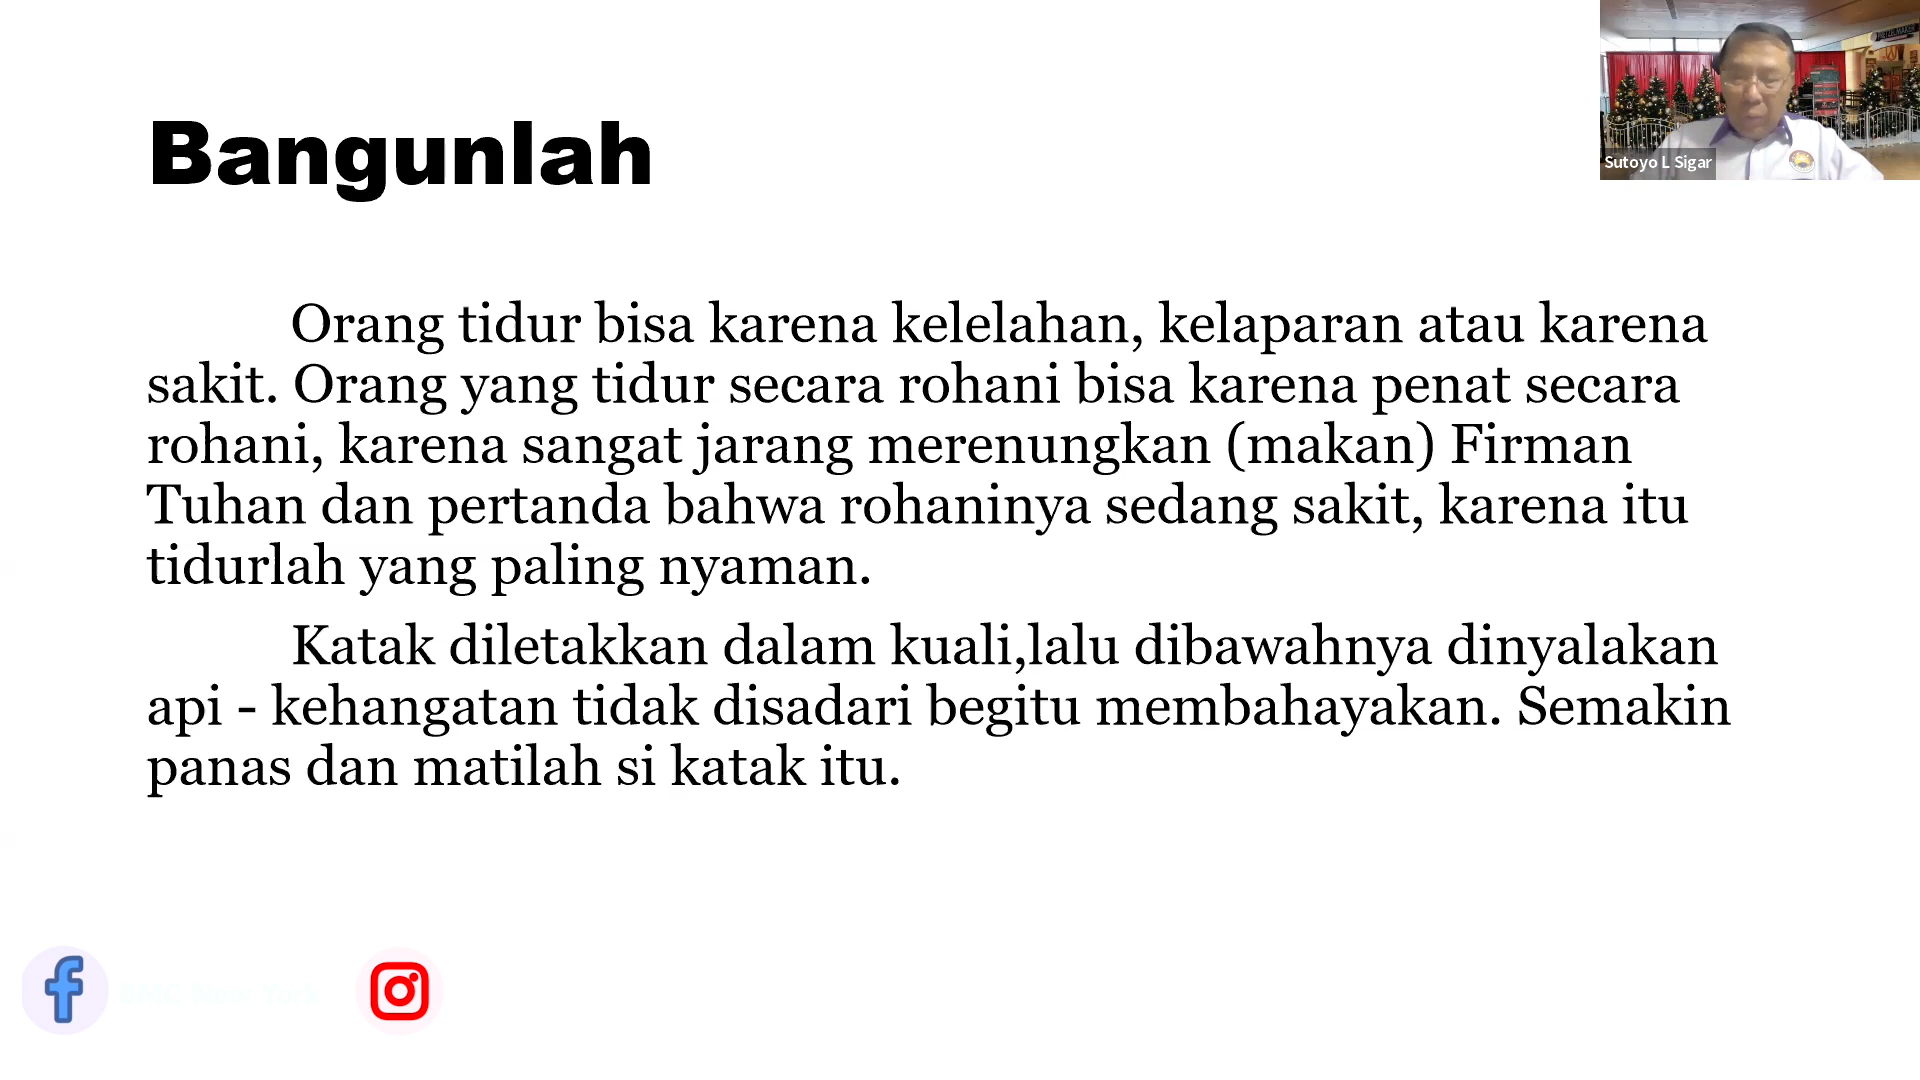 Bangunlah
Sutoyo L Sigar
Orang tidur bisa karena kelelahan, kelaparan atau karena
sakit. Orang yang tidur secara rohani bisa karena penat secara
rohani, karena sangat jarang merenungkan (makan) Firman
Tuhan dan pertanda bahwa rohaninya sedang sakit, karena itu
tidurlah yang paling nyaman.
Katak diletakkan dalam kuali,lalu dibawahnya dinyalakan
api - kehangatan tidak disadari begitu membahayakan. Semakin
panas dan matilah si katak itu.